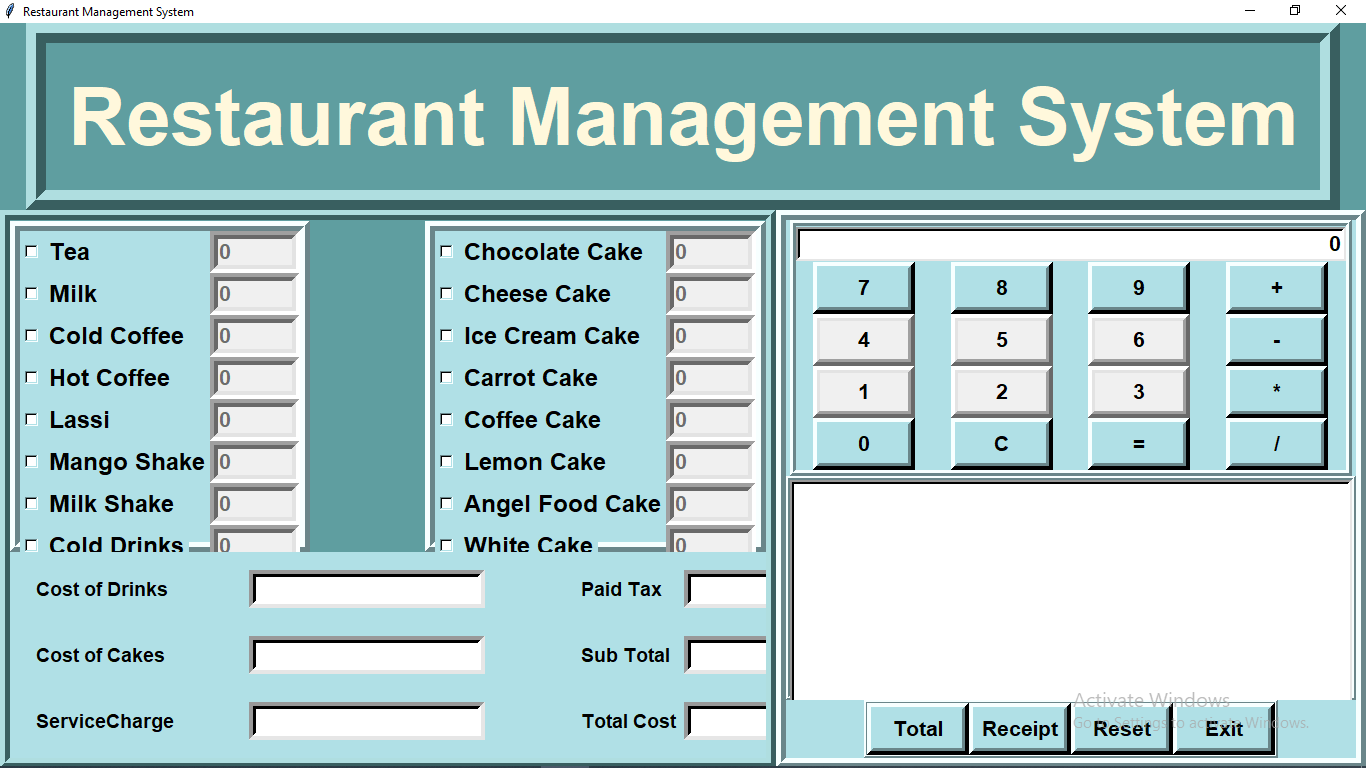 Restaurant Management System
Restaurant Management System
Tea 0
Milk 0
Cold Coffee 0
Hot Coffee 0
Lassi 0
Mango Shake 0
Milk Shake 0
Cold Drinks 0
Chocolate Cake 0
Cheese Cake 0
Ice Cream Cake 0
Carrot Cake 0
Coffee Cake 0
Lemon Cake 0
Angel Food Cake 0
White Cake 0
Cost of Drinks
Paid Tax
Cost of Cakes
Sub Total
ServiceCharge
Total Cost
0
7 8 9 +
4 5 6 -
1 2 3 *
0 C = /
Activate Windows
Go to Settings to activate Windows.
Total Receipt Reset Exit